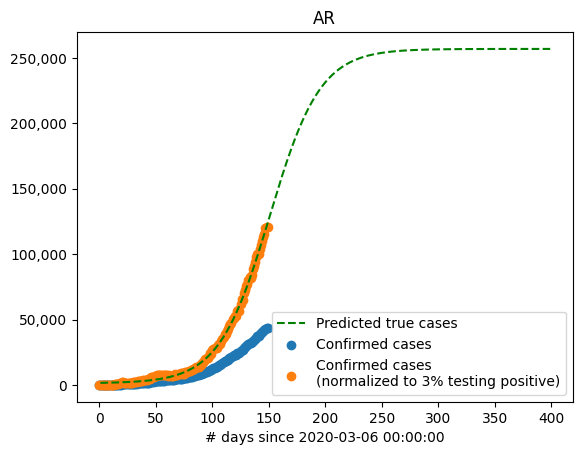 AR
250,000
200,000
150,000
100,000
50,000
0
Predicted true cases
Confirmed cases
Confirmed cases
(normalized to 3% testing positive)
0 50 100 150 200 250 300 350 400
# days since 2020-03-06 00:00:00